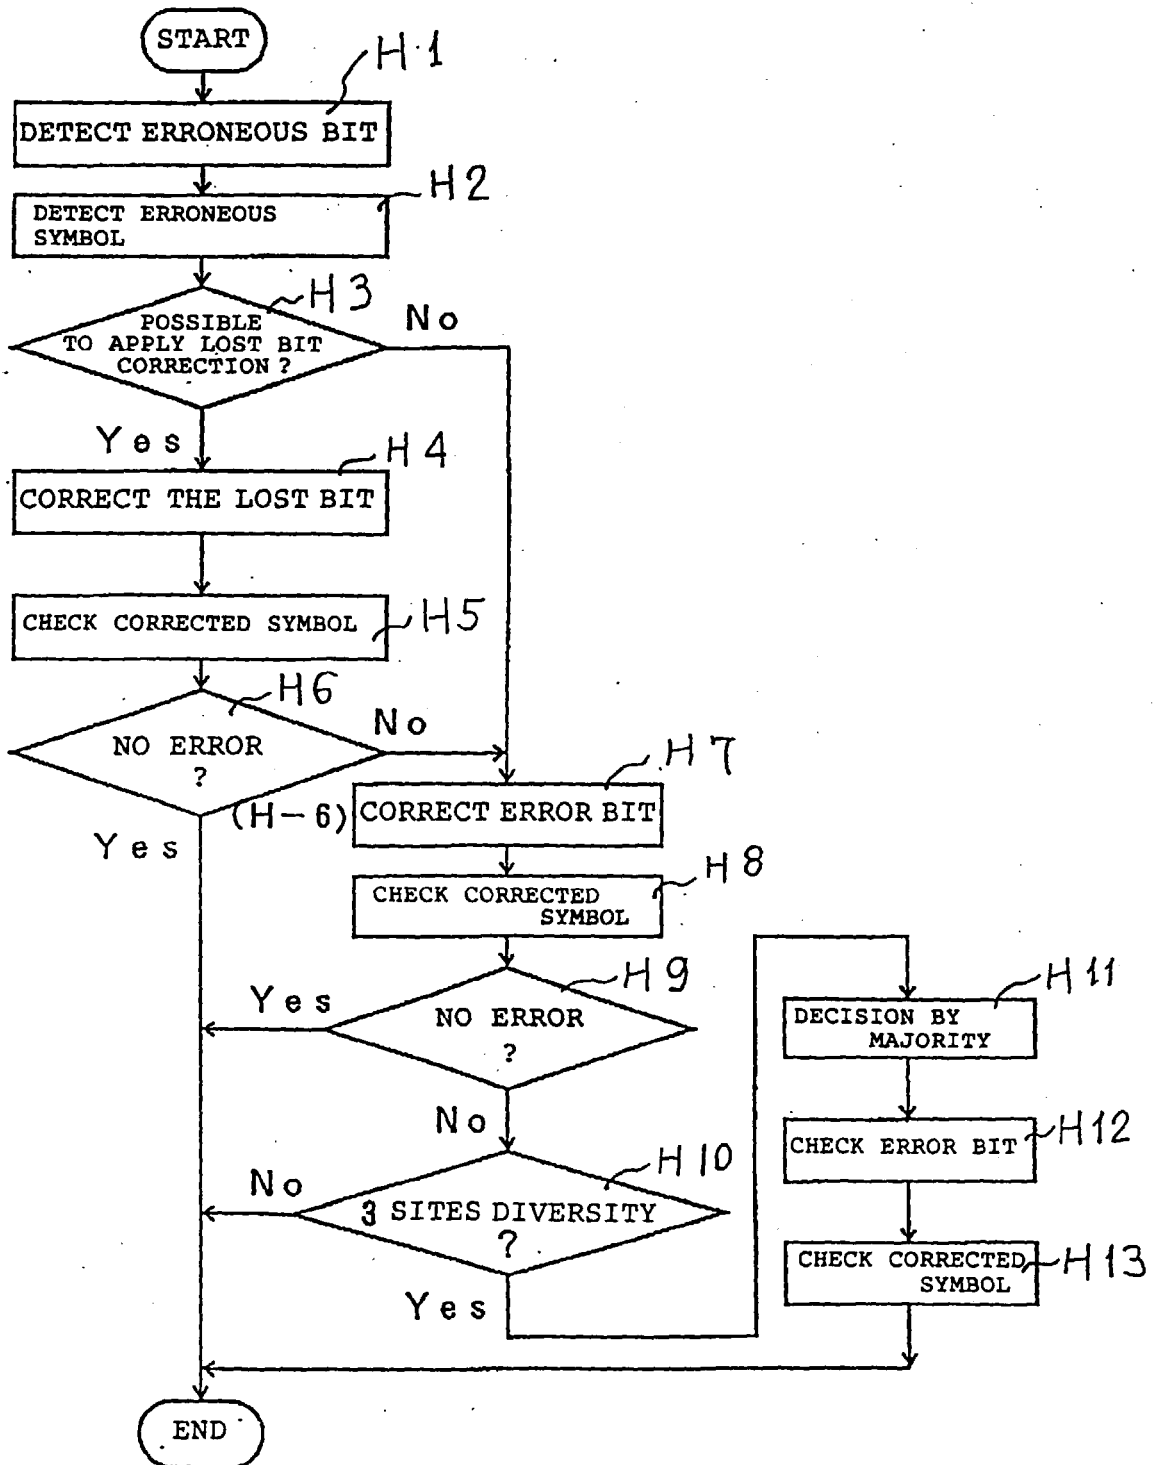 START
H1
DETECT ERRONEOUS BIT
H2
DETECT ERRONEOUS
SYMBOL
H3
POSSIBLE
TO APPLY LOST BIT
CORRECTION?
No
Yes
H4
CORRECT THE LOST BIT
CHECK CORRECTED SYMBOL
H5
H6
NO ERROR
?
No
Yes
(H-6)
H7
CORRECT ERROR BIT
H8
CHECK CORRECTED
SYMBOL
H9
NO ERROR
?
Yes
No
H10
3 SITES DIVERSITY
?
No
Yes
H11
DECISION BY
MAJORITY
CHECK ERROR BIT
H12
CHECK CORRECTED
SYMBOL
H13
END